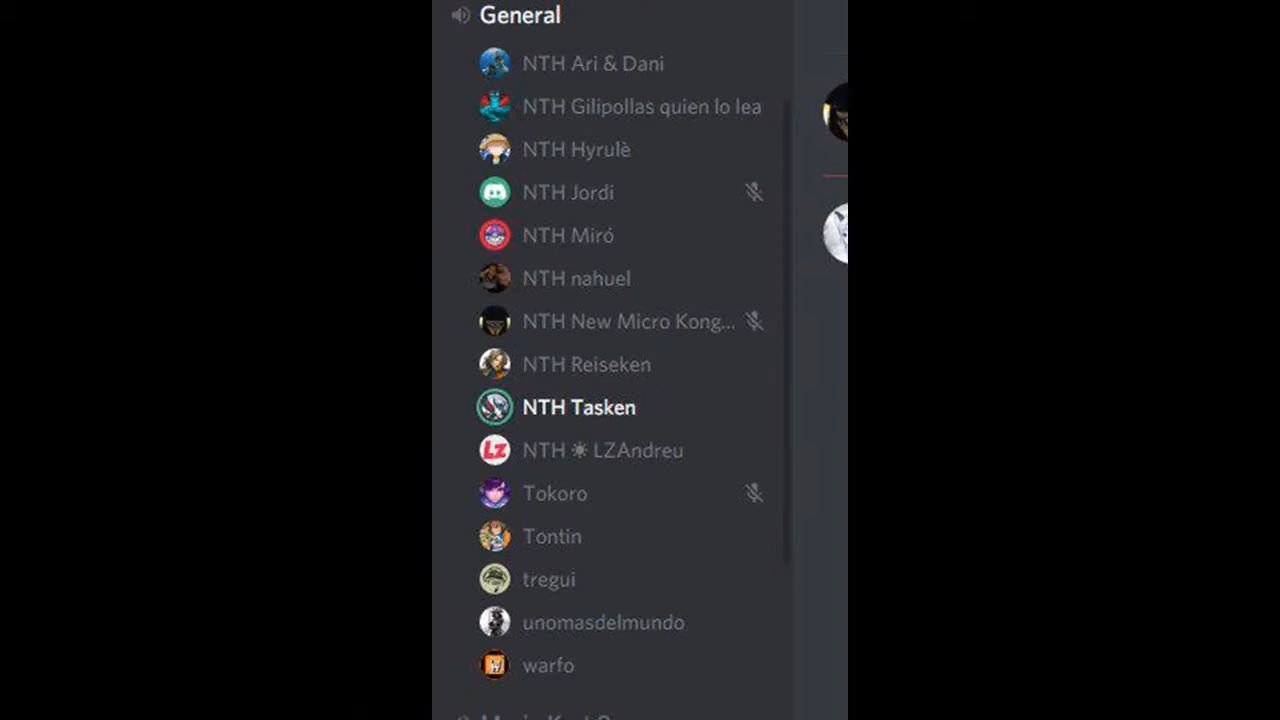 General
NTH Ari & Dani
NTH Gilipollas quien lo lea
NTH Hyrulè
NTH Jordi
NTH Miró
NTH nahuel
NTH New Micro Kong...
NTH Reiseken
NTH Tasken
NTH ☀ LZAndreu
Tokoro
Tontin
tregui
unomasdelmundo
warfo